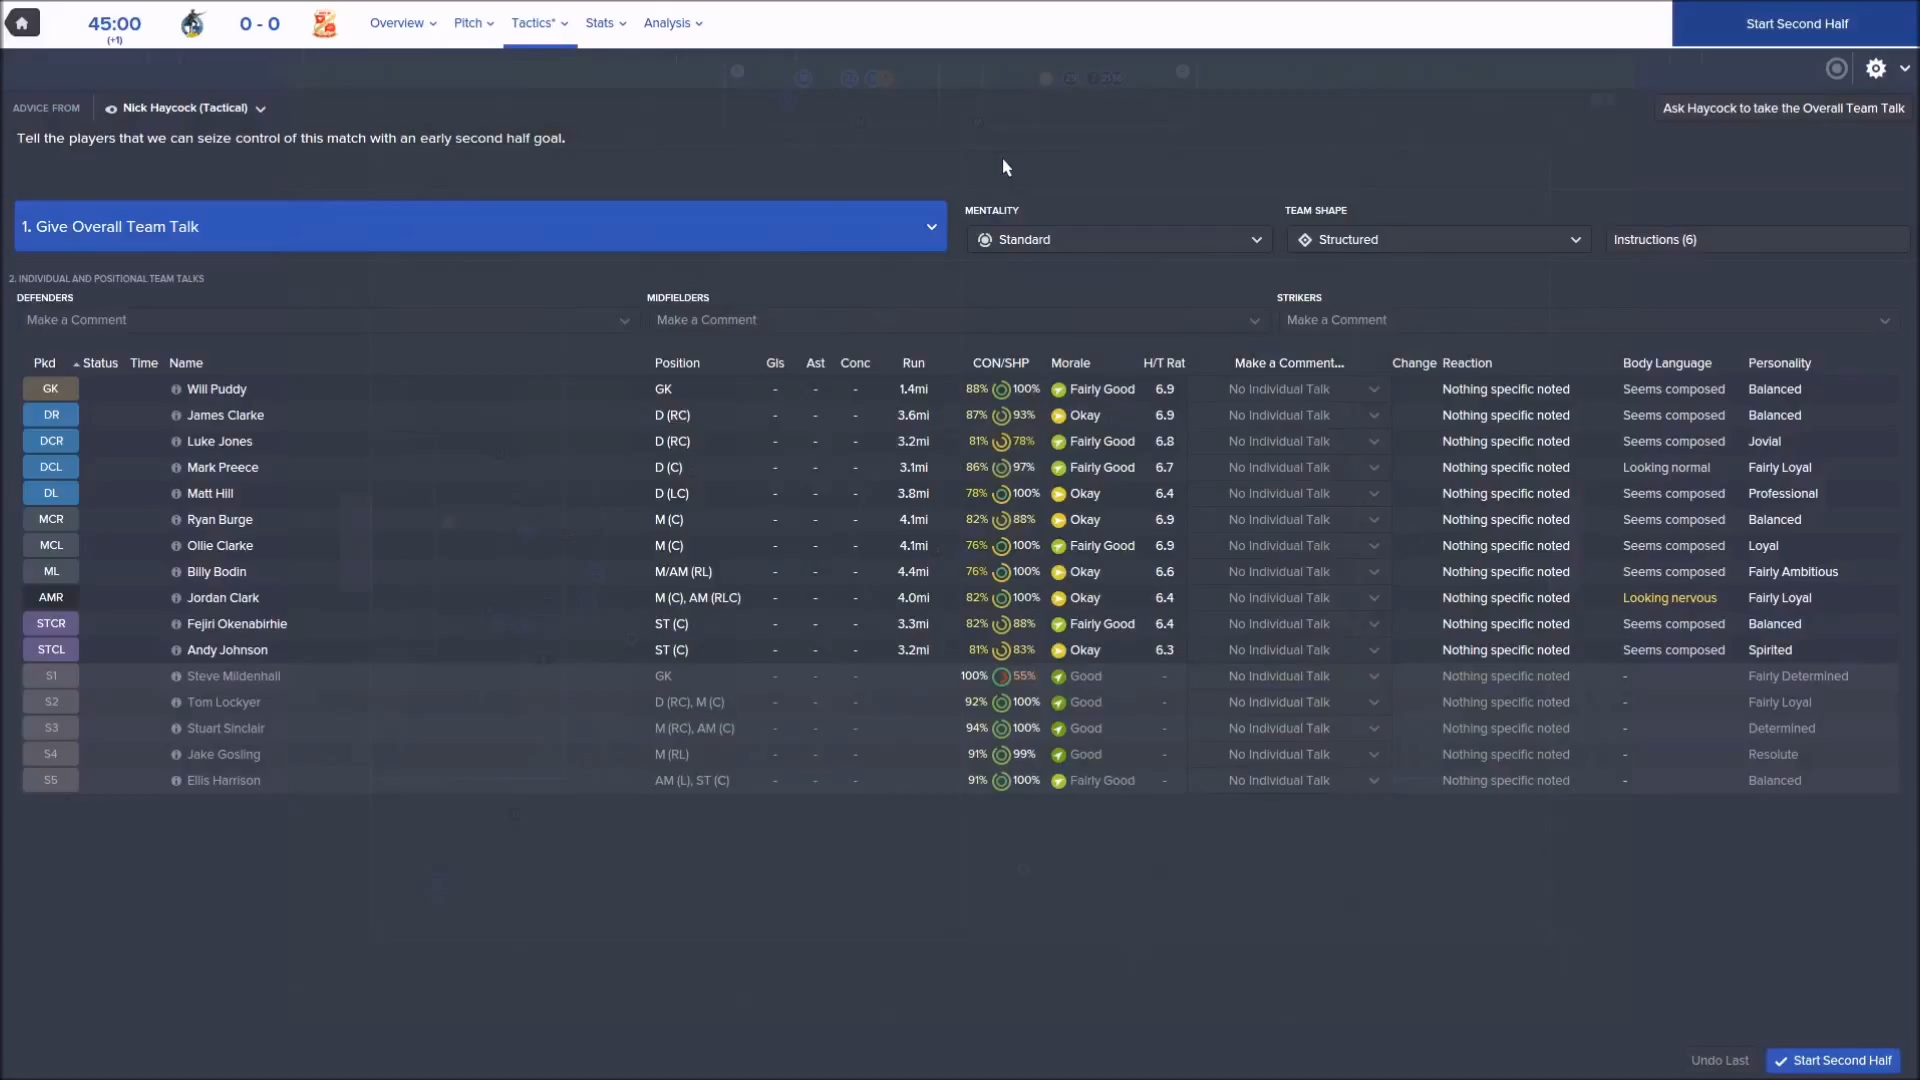 45:00
(+1)
0 - 0
Overview
Pitch
Tactics*
Stats
Analysis
Start Second Half
ADVICE FROM
Nick Haycock (Tactical)
Ask Haycock to take the Overall Team Talk
Tell the players that we can seize control of this match with an early second half goal.
1. Give Overall Team Talk
MENTALITY
Standard
TEAM SHAPE
Structured
Instructions (6)
2. INDIVIDUAL AND POSITIONAL TEAM TALKS
DEFENDERS
Make a Comment
MIDFIELDERS
Make a Comment
STRIKERS
Make a Comment
Pkd Status Time Name Position Gls Ast Conc Run CON/SHP Morale H/T Rat Make a Comment... Change Reaction Body Language Personality
GK Will Puddy GK - - - 1.4mi 88% 100% Fairly Good 6.9 No Individual Talk Nothing specific noted Seems composed Balanced
DR James Clarke D (RC) - - - 3.6mi 87% 93% Okay 6.9 No Individual Talk Nothing specific noted Seems composed Balanced
DCR Luke Jones D (RC) - - - 3.2mi 81% 78% Fairly Good 6.8 No Individual Talk Nothing specific noted Seems composed Jovial
DCL Mark Preece D (C) - - - 3.1mi 86% 97% Fairly Good 6.7 No Individual Talk Nothing specific noted Looking normal Fairly Loyal
DL Matt Hill D (LC) - - - 3.8mi 78% 100% Okay 6.4 No Individual Talk Nothing specific noted Seems composed Professional
MCR Ryan Burge M (C) - - - 4.1mi 82% 88% Okay 6.9 No Individual Talk Nothing specific noted Seems composed Balanced
MCL Ollie Clarke M (C) - - - 4.1mi 76% 100% Fairly Good 6.9 No Individual Talk Nothing specific noted Seems composed Loyal
ML Billy Bodin M/AM (RL) - - - 4.4mi 76% 100% Okay 6.6 No Individual Talk Nothing specific noted Seems composed Fairly Ambitious
AMR Jordan Clark M (C), AM (RLC) - - - 4.0mi 82% 100% Okay 6.4 No Individual Talk Nothing specific noted Looking nervous Fairly Loyal
STCR Fejiri Okenabirhie ST (C) - - - 3.3mi 82% 88% Fairly Good 6.4 No Individual Talk Nothing specific noted Seems composed Balanced
STCL Andy Johnson ST (C) - - - 3.2mi 81% 83% Okay 6.3 No Individual Talk Nothing specific noted Seems composed Spirited
S1 Steve Mildenhall GK 100% 55% Good - No Individual Talk Nothing specific noted - Fairly Determined
S2 Tom Lockyer D (RC), M (C) 92% 100% Good - No Individual Talk Nothing specific noted - Fairly Loyal
S3 Stuart Sinclair M (RC), AM (C) 94% 100% Good - No Individual Talk Nothing specific noted - Determined
S4 Jake Gosling M (RL) 91% 99% Good - No Individual Talk Nothing specific noted - Resolute
S5 Ellis Harrison AM (L), ST (C) 91% 100% Fairly Good - No Individual Talk Nothing specific noted - Balanced
Undo Last
Start Second Half